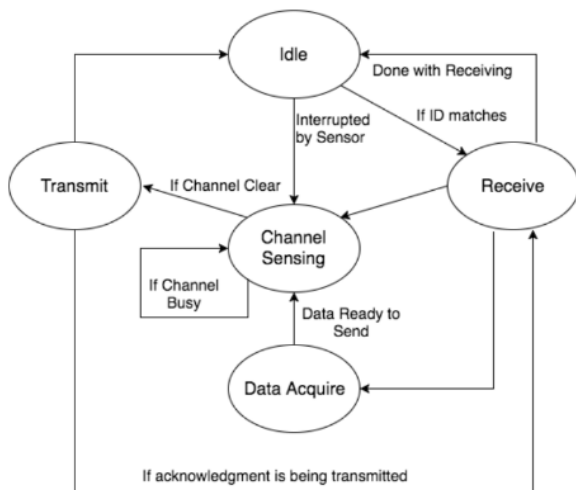 Idle
Done with Receiving
Interrupted
by Sensor
If ID matches
Transmit
If Channel Clear
Receive
Channel
Sensing
If Channel
Busy
Data Ready to
Send
Data Acquire
If acknowledgment is being transmitted